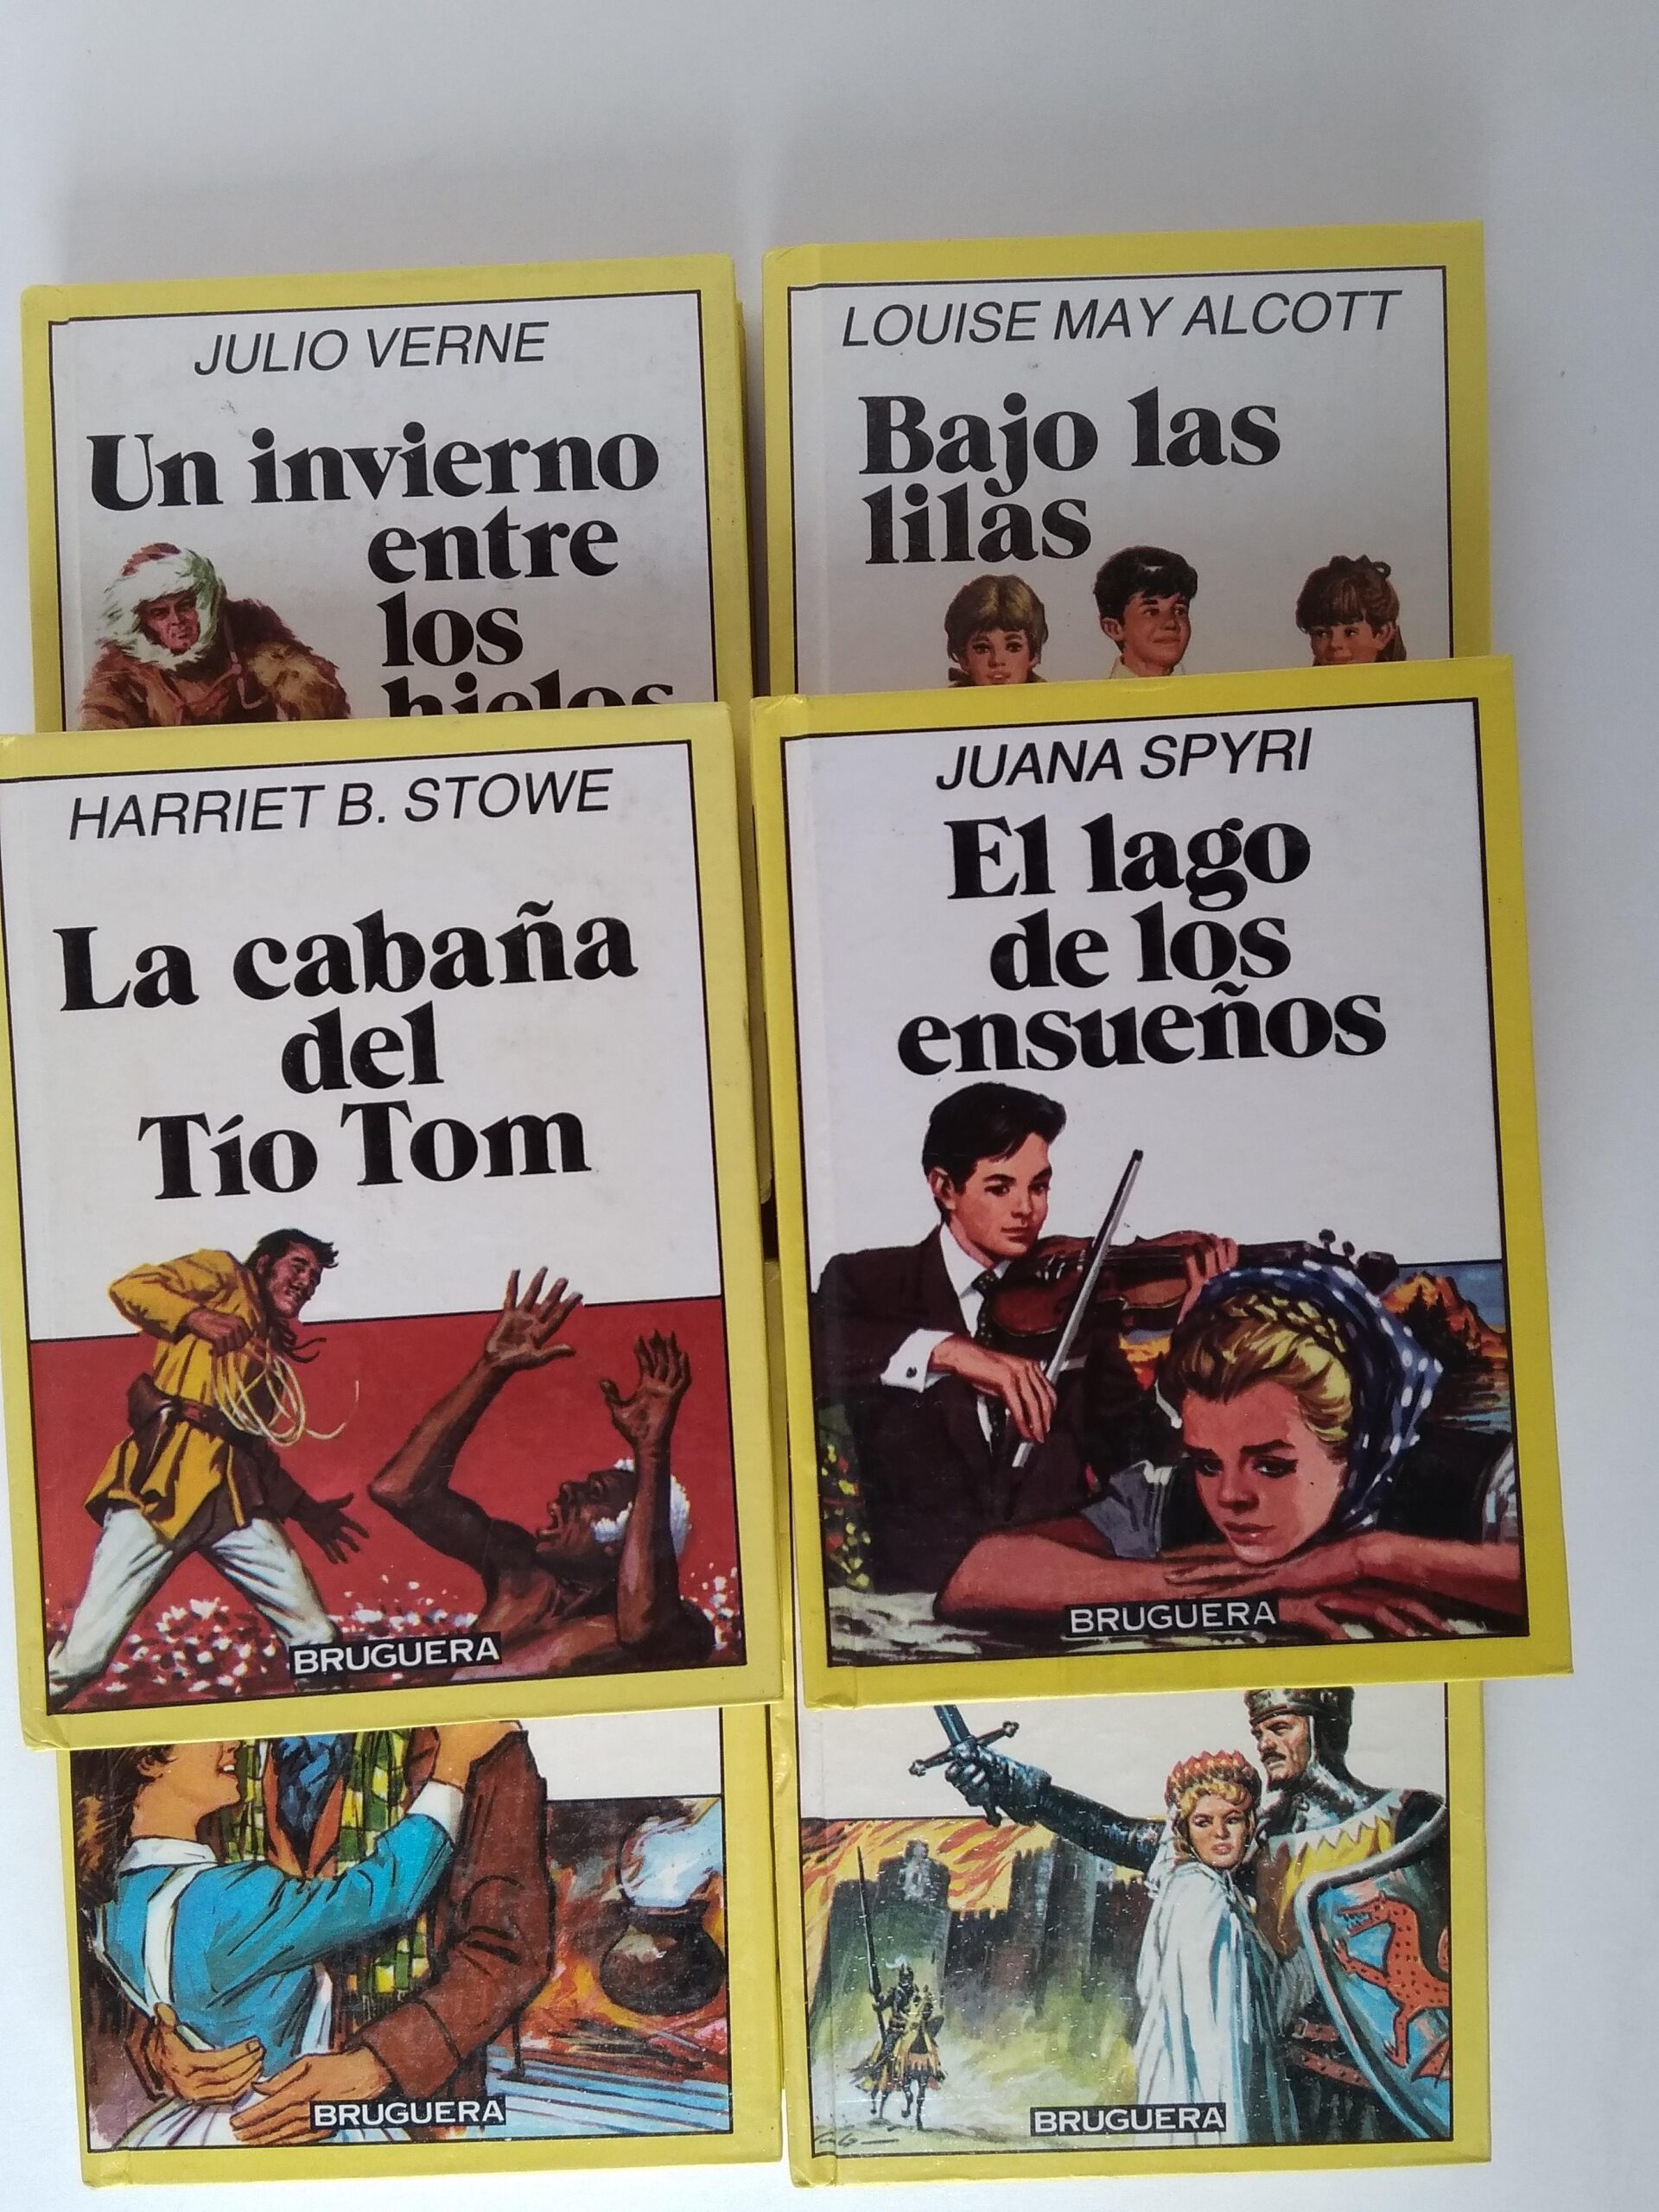 JULIO VERNE
Un invierno
entre
los
hielos
LOUISE MAY ALCOTT
Bajo las
lilas
HARRIET B. STOWE
La cabaña
del
Tío Tom
BRUGUERA
JUANA SPYRI
El lago
de los
ensueños
BRUGUERA
BRUGUERA
BRUGUERA